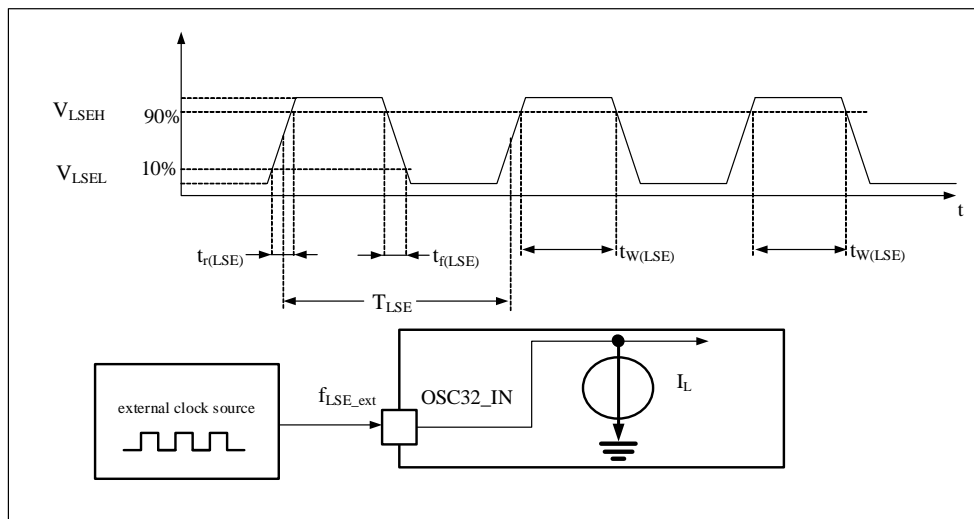 V_LSEH
90%
10%
V_LSEL
t
t_r(LSE)
t_f(LSE)
t_W(LSE)
t_W(LSE)
T_LSE
external clock source
f_LSE_ext
OSC32_IN
I_L